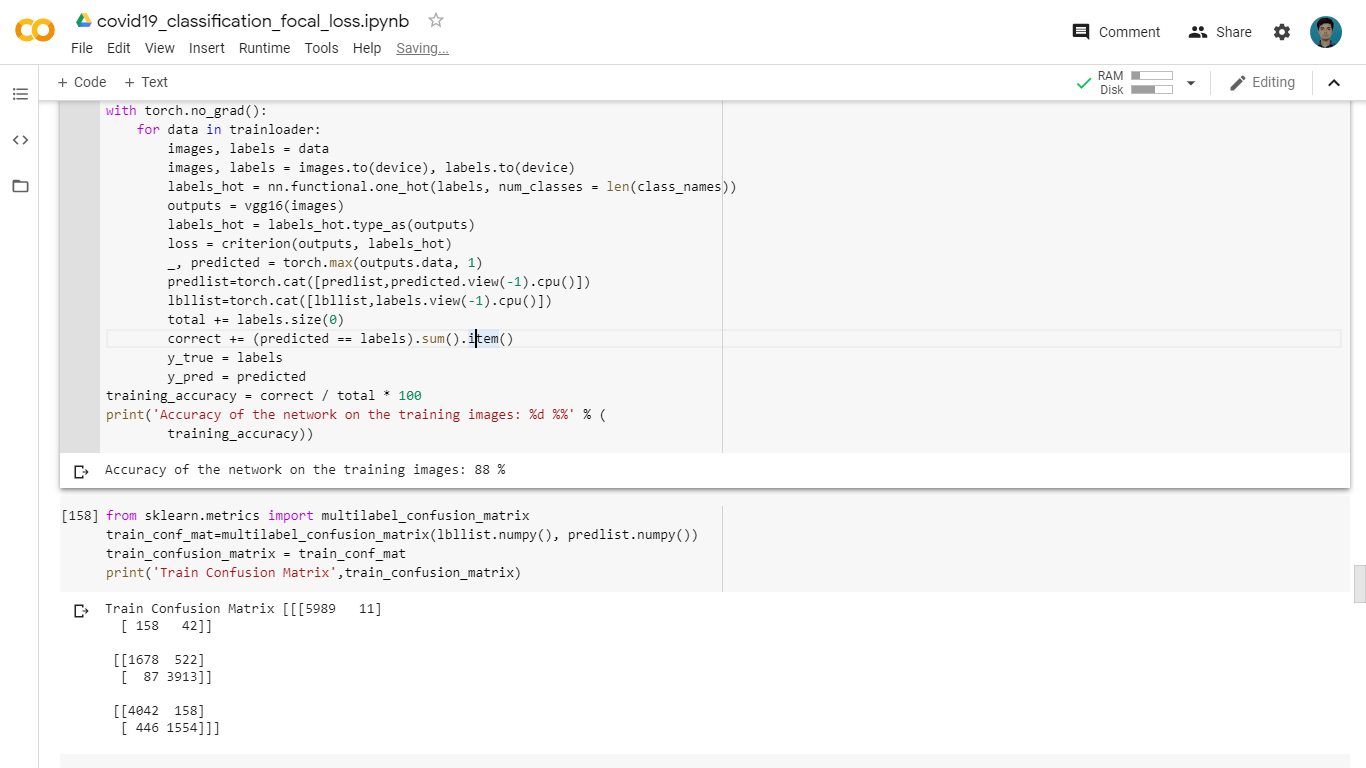 covid19_classification_focal_loss.ipynb
Comment
Share
File Edit View Insert Runtime Tools Help Saving...
+ Code + Text
RAM
Disk
Editing
with torch.no_grad():
    for data in trainloader:
        images, labels = data
        images, labels = images.to(device), labels.to(device)
        labels_hot = nn.functional.one_hot(labels, num_classes = len(class_names))
        outputs = vgg16(images)
        labels_hot = labels_hot.type_as(outputs)
        loss = criterion(outputs, labels_hot)
        _, predicted = torch.max(outputs.data, 1)
        predlist=torch.cat([predlist,predicted.view(-1).cpu()])
        lbllist=torch.cat([lbllist,labels.view(-1).cpu()])
        total += labels.size(0)
        correct += (predicted == labels).sum().item()
        y_true = labels
        y_pred = predicted
training_accuracy = correct / total * 100
print('Accuracy of the network on the training images: %d %%' % (
        training_accuracy))
Accuracy of the network on the training images: 88 %
[158] from sklearn.metrics import multilabel_confusion_matrix
train_conf_mat=multilabel_confusion_matrix(lbllist.numpy(), predlist.numpy())
train_confusion_matrix = train_conf_mat
print('Train Confusion Matrix',train_confusion_matrix)
Train Confusion Matrix [[[5989   11]
  [ 158   42]]
 [[1678  522]
  [  87 3913]]
 [[4042  158]
  [ 446 1554]]]